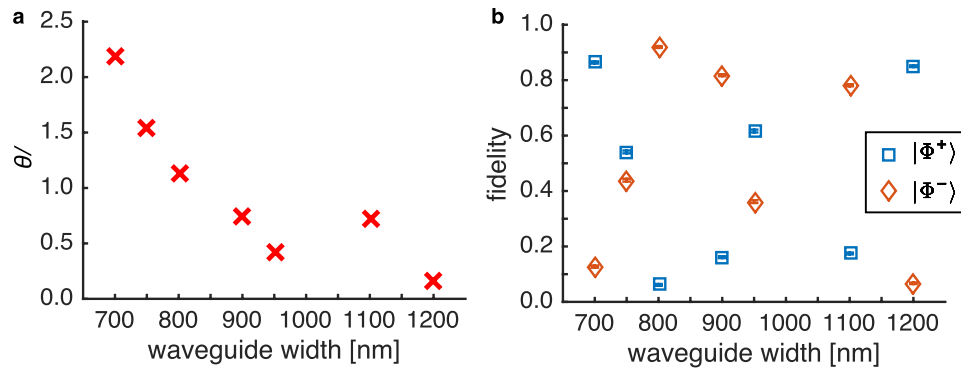 a
2.5
2.0
1.5
1.0
0.5
0.0
θ/
700 800 900 1000 1100 1200
waveguide width [nm]
b
1.0
0.8
0.6
0.4
0.2
0.0
fidelity
700 800 900 1000 1100 1200
waveguide width [nm]
|Φ⁺⟩
|Φ⁻⟩